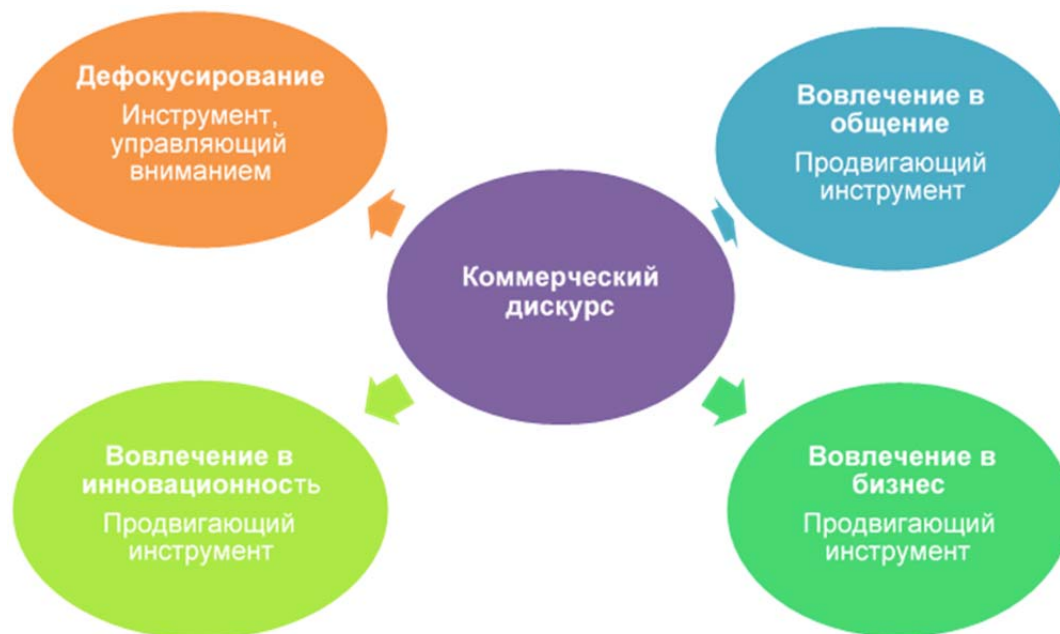 Дефокусирование
Инструмент,
управляющий
вниманием
Вовлечение в
общение
Продвигающий
инструмент
Коммерческий
дискурс
Вовлечение в
инновационность
Продвигающий
инструмент
Вовлечение в
бизнес
Продвигающий
инструмент